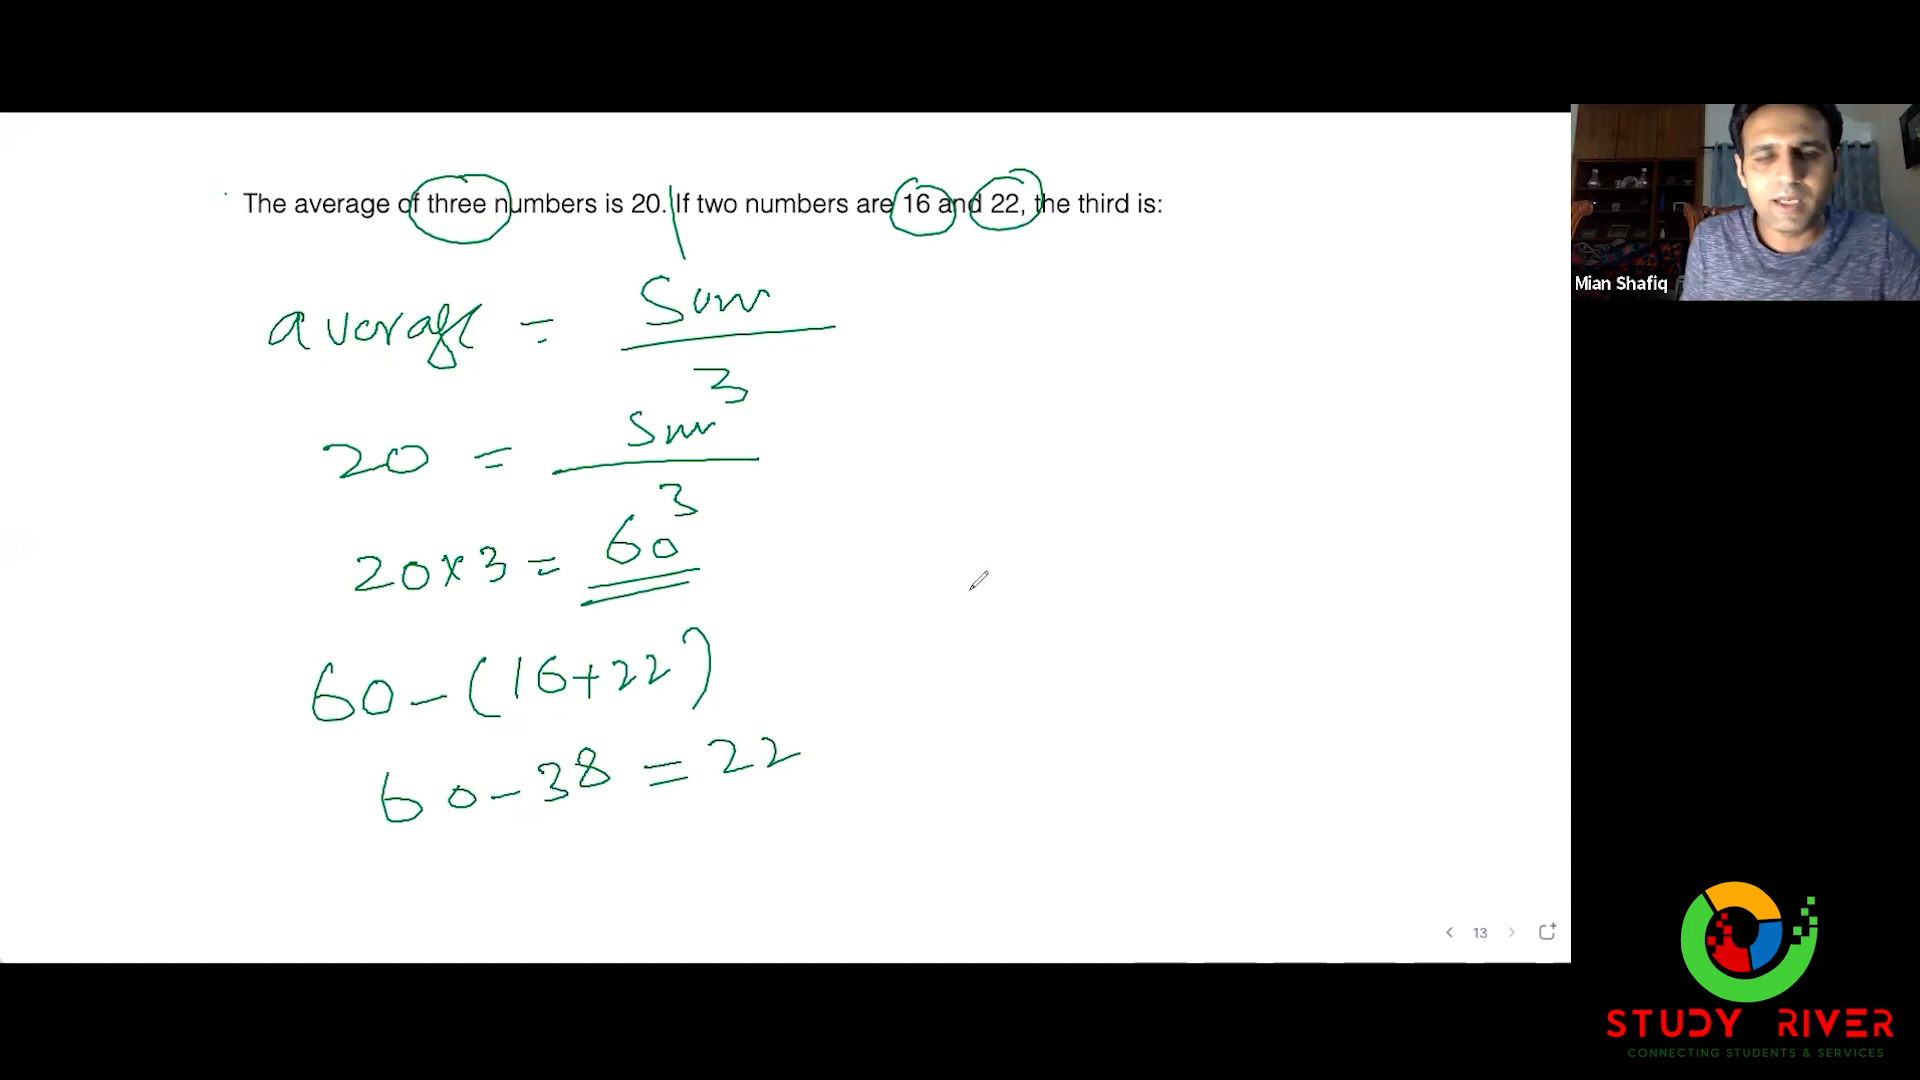 The average of three numbers is 20. If two numbers are 16 and 22, the third is:
average = Sum
3
20 = Sum
3
20 x 3 = 60
60 - (16+22)
60 - 38 = 22
Mian Shafiq
13
STUDY RIVER
CONNECTING STUDENTS & SERVICES